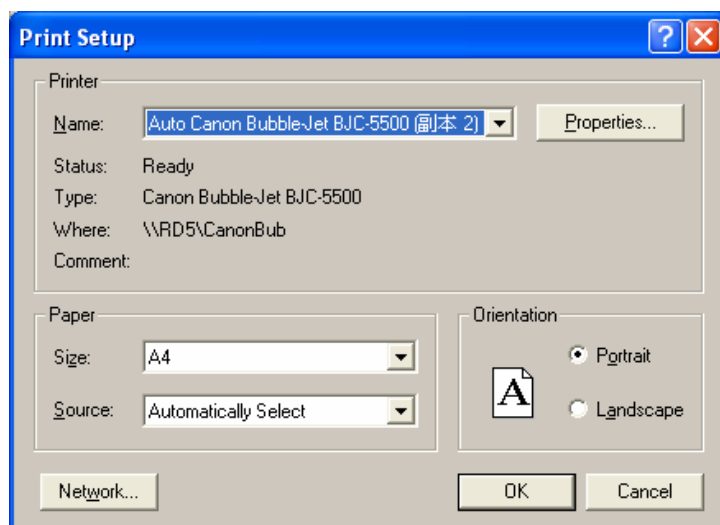 Print Setup
Printer
Name: Auto Canon Bubble-Jet BJC-5500 (副本 2) Properties...
Status: Ready
Type: Canon Bubble-Jet BJC-5500
Where: \\RD5\CanonBub
Comment:
Paper
Size: A4
Source: Automatically Select
Orientation
A
Portrait
Landscape
Network... OK Cancel